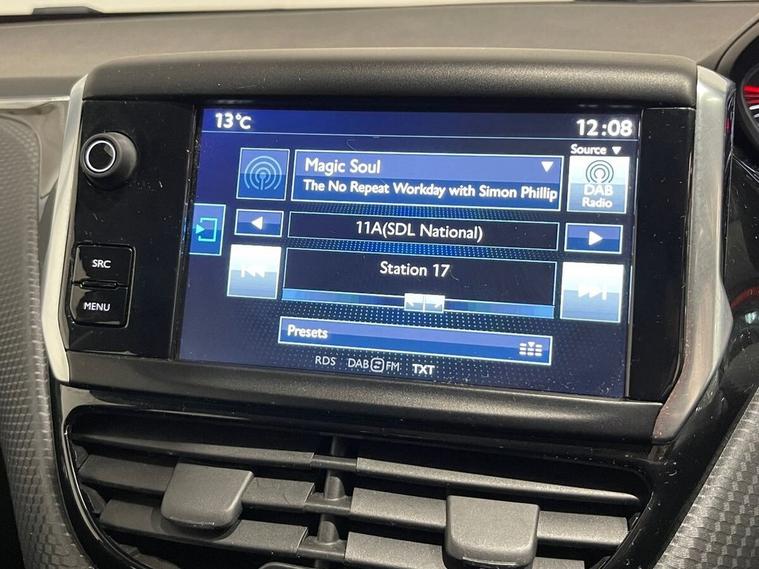 13°C
12:08
Source ▼
Magic Soul
The No Repeat Workday with Simon Phillip
DAB
Radio
11A(SDL National)
Station 17
SRC
MENU
Presets
RDS DAB FM TXT